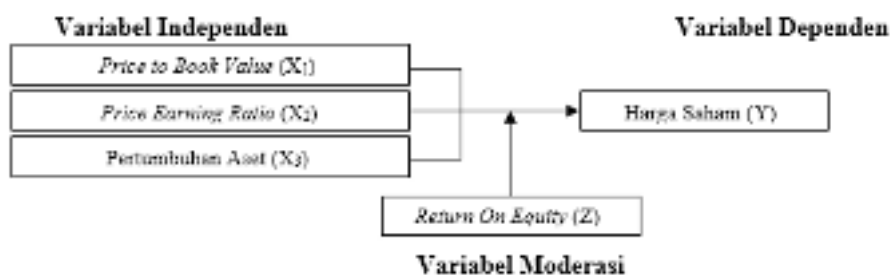 Variabel Independen
Variabel Dependen
Price to Book Value (X₁)
Price Earning Ratio (X₂)
Harga Saham (Y)
Pertumbuhan Aset (X₃)
Return On Equity (Z)
Variabel Moderasi